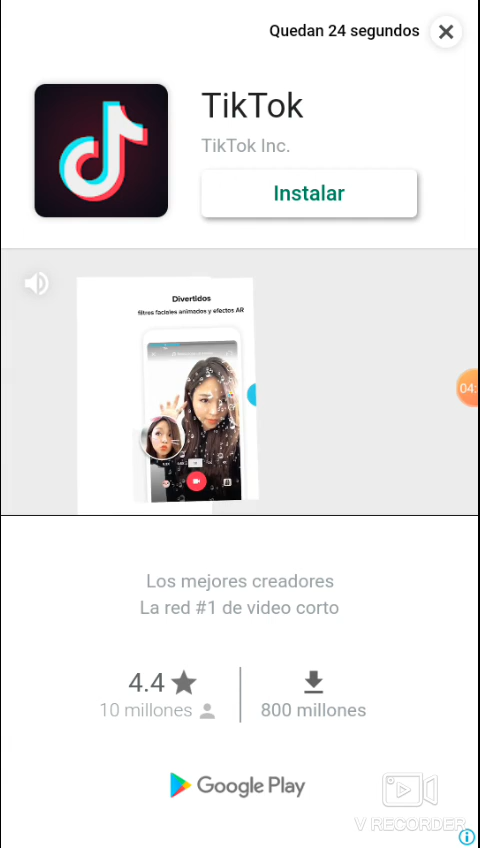 Quedan 24 segundos
TikTok
TikTok Inc.
Instalar
Divertidos
filtros faciales animados y efectos AR
04:
Los mejores creadores
La red #1 de video corto
4.4
10 millones
800 millones
Google Play
V RECORDER